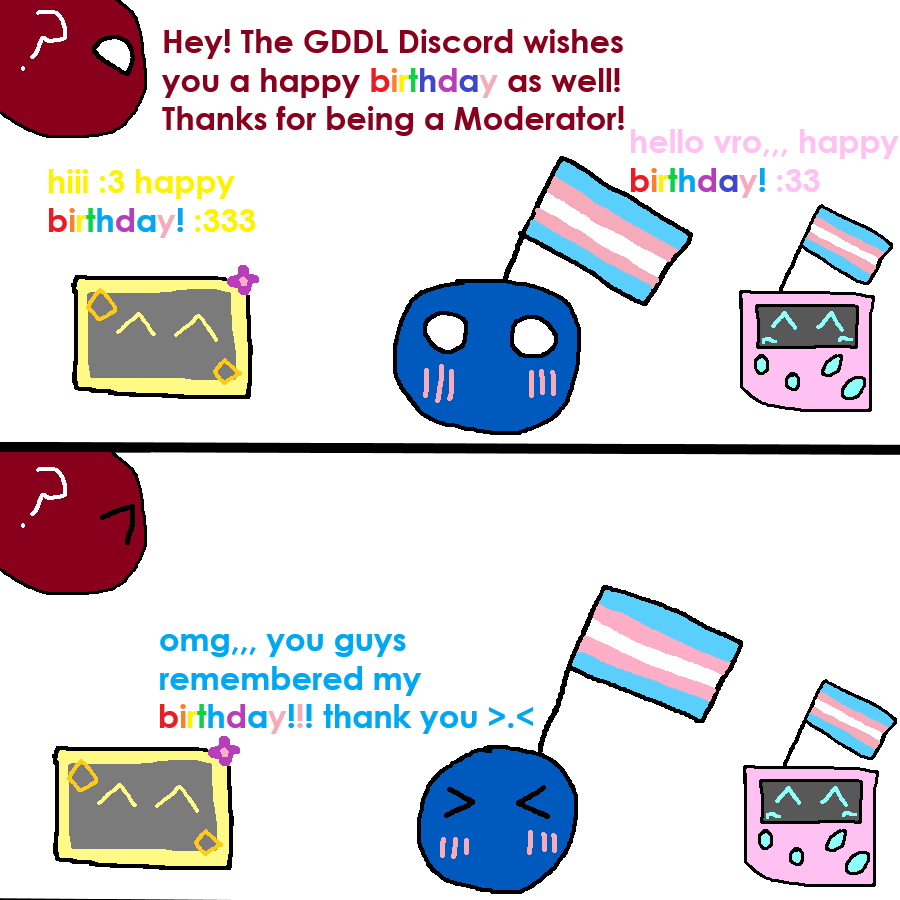 ?
Hey! The GDDL Discord wishes
you a happy birthday as well!
Thanks for being a Moderator!
hello vro,,, happy
birthday! :33
hiii :3 happy
birthday! :333
?
omg,,, you guys
remembered my
birthday!!! thank you >.<